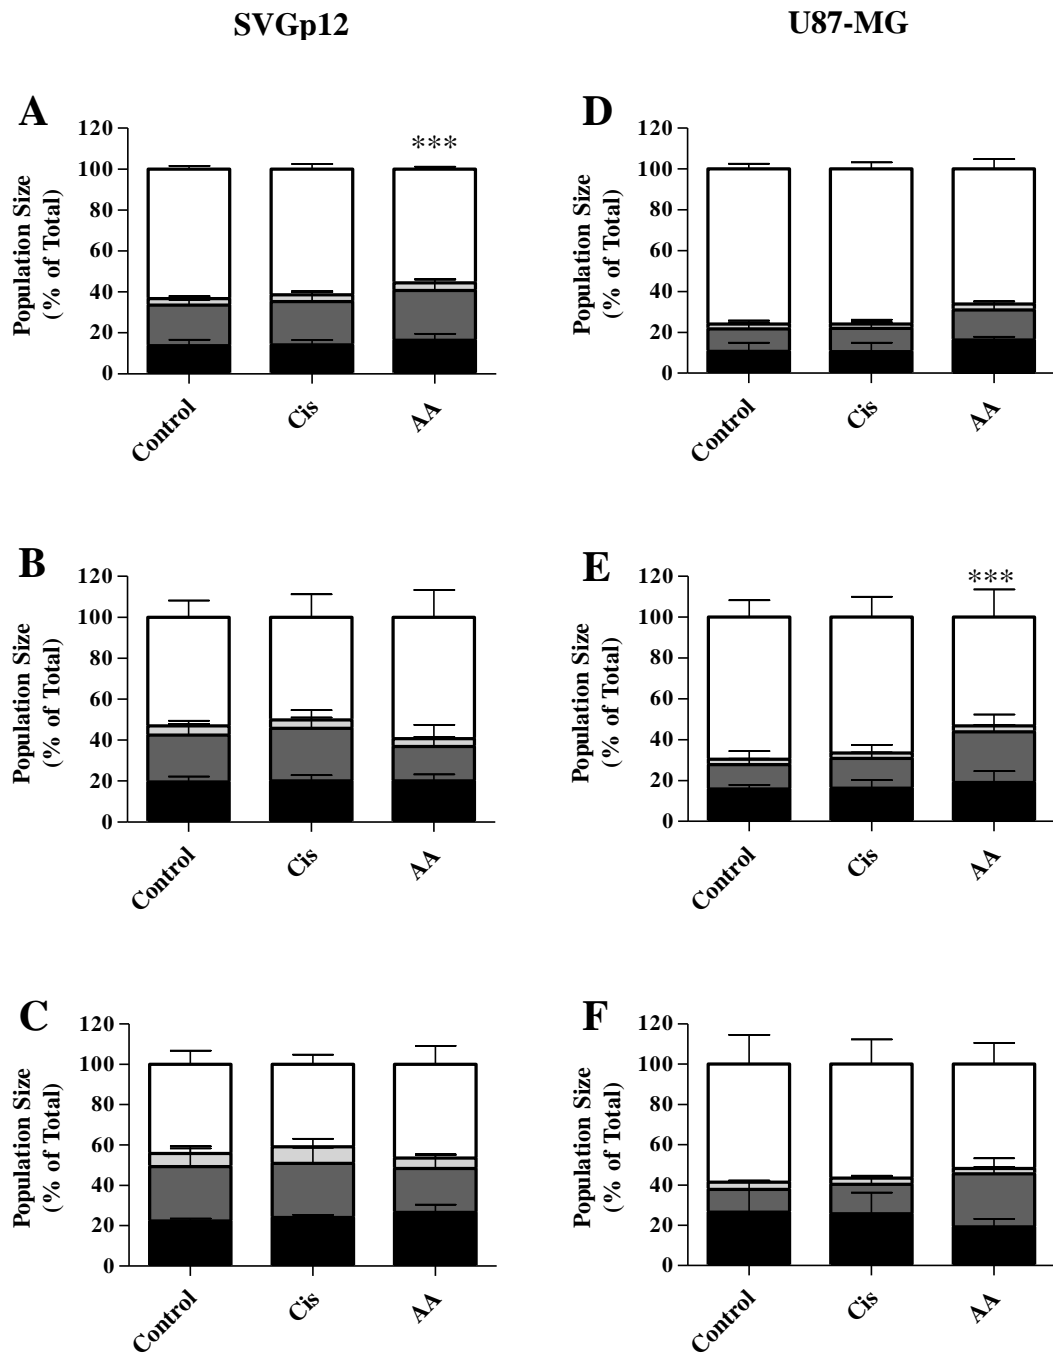 SVGp12
U87-MG
A
Population Size
(% of Total)
120
100
80
60
40
20
0
***
Control
Cis
AA
D
Population Size
(% of Total)
120
100
80
60
40
20
0
Control
Cis
AA
B
Population Size
(% of Total)
120
100
80
60
40
20
0
Control
Cis
AA
E
Population Size
(% of Total)
120
100
80
60
40
20
0
***
Control
Cis
AA
C
Population Size
(% of Total)
120
100
80
60
40
20
0
Control
Cis
AA
F
Population Size
(% of Total)
120
100
80
60
40
20
0
Control
Cis
AA